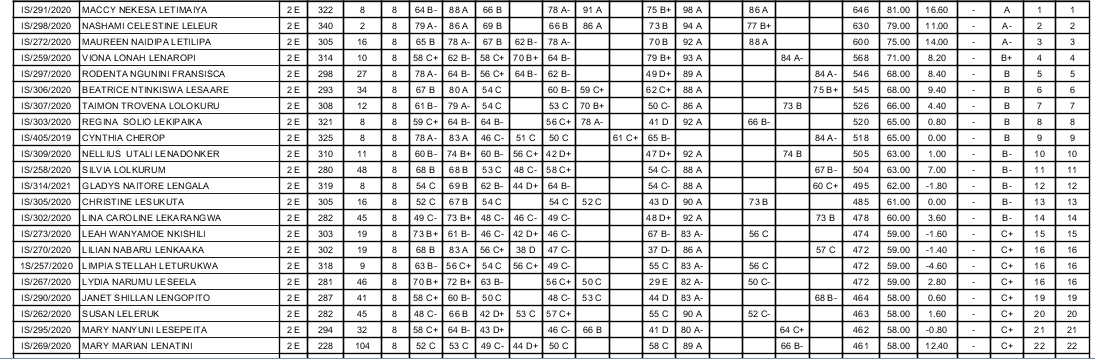 IS/291/2020 MACCY NEKESA LETIMAIYA 2 E 322 8 8 64 B- 88 A 66 B 78 A- 91 A 75 B+ 98 A 86 A 646 81.00 16.60 - A 1 1
IS/298/2020 NASHAMI CELESTINE LELEUR 2 E 340 2 8 79 A- 86 A 69 B 66 B 86 A 73 B 94 A 77 B+ 630 79.00 11.00 - A- 2 2
IS/272/2020 MAUREEN NAIDIPA LETILIPA 2 E 305 16 8 65 B 78 A- 67 B 62 B- 78 A- 70 B 92 A 88 A 600 75.00 14.00 - A- 3 3
IS/259/2020 VIONA LONAH LENAROPI 2 E 314 10 8 58 C+ 62 B- 58 C+ 70 B+ 64 B- 79 B+ 93 A 84 A- 568 71.00 8.20 - B+ 4 4
IS/297/2020 RODENTA NGUNINI FRANSISCA 2 E 298 27 8 78 A- 64 B- 56 C+ 64 B- 62 B- 49 D+ 89 A 84 A- 546 68.00 8.40 - B 5 5
IS/306/2020 BEATRICE NTINKISWA LESAARE 2 E 293 34 8 67 B 80 A 54 C 60 B- 59 C+ 62 C+ 88 A 75 B+ 545 68.00 9.40 - B 6 6
IS/307/2020 TAIMON TROVENA LOLOKURU 2 E 308 12 8 61 B- 79 A- 54 C 53 C 70 B+ 50 C- 86 A 73 B 526 66.00 4.40 - B 7 7
IS/303/2020 REGINA SOLIO LEKIPAIKA 2 E 321 8 8 59 C+ 64 B- 64 B- 56 C+ 78 A- 41 D 92 A 66 B- 520 65.00 0.80 - B 8 8
IS/405/2019 CYNTHIA CHEROP 2 E 325 8 8 78 A- 83 A 46 C- 51 C 50 C 61 C+ 65 B- 84 A- 518 65.00 0.00 - B 9 9
IS/309/2020 NELLIUS UTALI LENADONKER 2 E 310 11 8 60 B- 74 B+ 60 B- 56 C+ 42 D+ 47 D+ 92 A 74 B 505 63.00 1.00 - B- 10 10
IS/258/2020 SILVIA LOLKURUM 2 E 280 48 8 68 B 68 B 53 C 48 C- 58 C+ 54 C- 88 A 67 B- 504 63.00 7.00 - B- 11 11
IS/314/2021 GLADYS NAITORE LENGALA 2 E 319 8 8 54 C 69 B 62 B- 44 D+ 64 B- 54 C- 88 A 60 C+ 495 62.00 -1.80 - B- 12 12
IS/305/2020 CHRISTINE LESUKUTA 2 E 305 16 8 52 C 67 B 54 C 54 C 52 C 43 D 90 A 73 B 485 61.00 0.00 - B- 13 13
IS/302/2020 LINA CAROLINE LEKARANGWA 2 E 282 45 8 49 C- 73 B+ 48 C- 46 C- 49 C- 48 D+ 92 A 73 B 478 60.00 3.60 - B- 14 14
IS/273/2020 LEAH WANYAMOE NKISHILI 2 E 303 19 8 73 B+ 61 B- 46 C- 42 D+ 46 C- 67 B- 83 A- 56 C 474 59.00 -1.60 - C+ 15 15
IS/270/2020 LILIAN NABARU LENKAAKA 2 E 302 19 8 68 B 83 A 56 C+ 38 D 47 C- 37 D- 86 A 57 C 472 59.00 -1.40 - C+ 16 16
1S/257/2020 LIMPIA STELLAH LETURUKWA 2 E 318 9 8 63 B- 56 C+ 54 C 56 C+ 49 C- 55 C 83 A- 56 C 472 59.00 -4.60 - C+ 16 16
IS/267/2020 LYDIA NARUMU LESEELA 2 E 281 46 8 70 B+ 72 B+ 63 B- 56 C+ 50 C 29 E 82 A- 50 C- 472 59.00 2.80 - C+ 16 16
IS/290/2020 JANET SHILLAN LENGOPITO 2 E 287 41 8 58 C+ 60 B- 50 C 48 C- 53 C 44 D 83 A- 68 B- 464 58.00 0.60 - C+ 19 19
IS/262/2020 SUSAN LELERUK 2 E 282 45 8 48 C- 66 B 42 D+ 53 C 57 C+ 55 C 90 A 52 C- 463 58.00 1.60 - C+ 20 20
IS/295/2020 MARY NANYUNI LESEPEITA 2 E 294 32 8 58 C+ 64 B- 43 D+ 46 C- 66 B 41 D 80 A- 64 C+ 462 58.00 -0.80 - C+ 21 21
IS/269/2020 MARY MARIAN LENATINI 2 E 228 104 8 52 C 53 C 49 C- 44 D+ 50 C 58 C 89 A 66 B- 461 58.00 12.40 - C+ 22 22